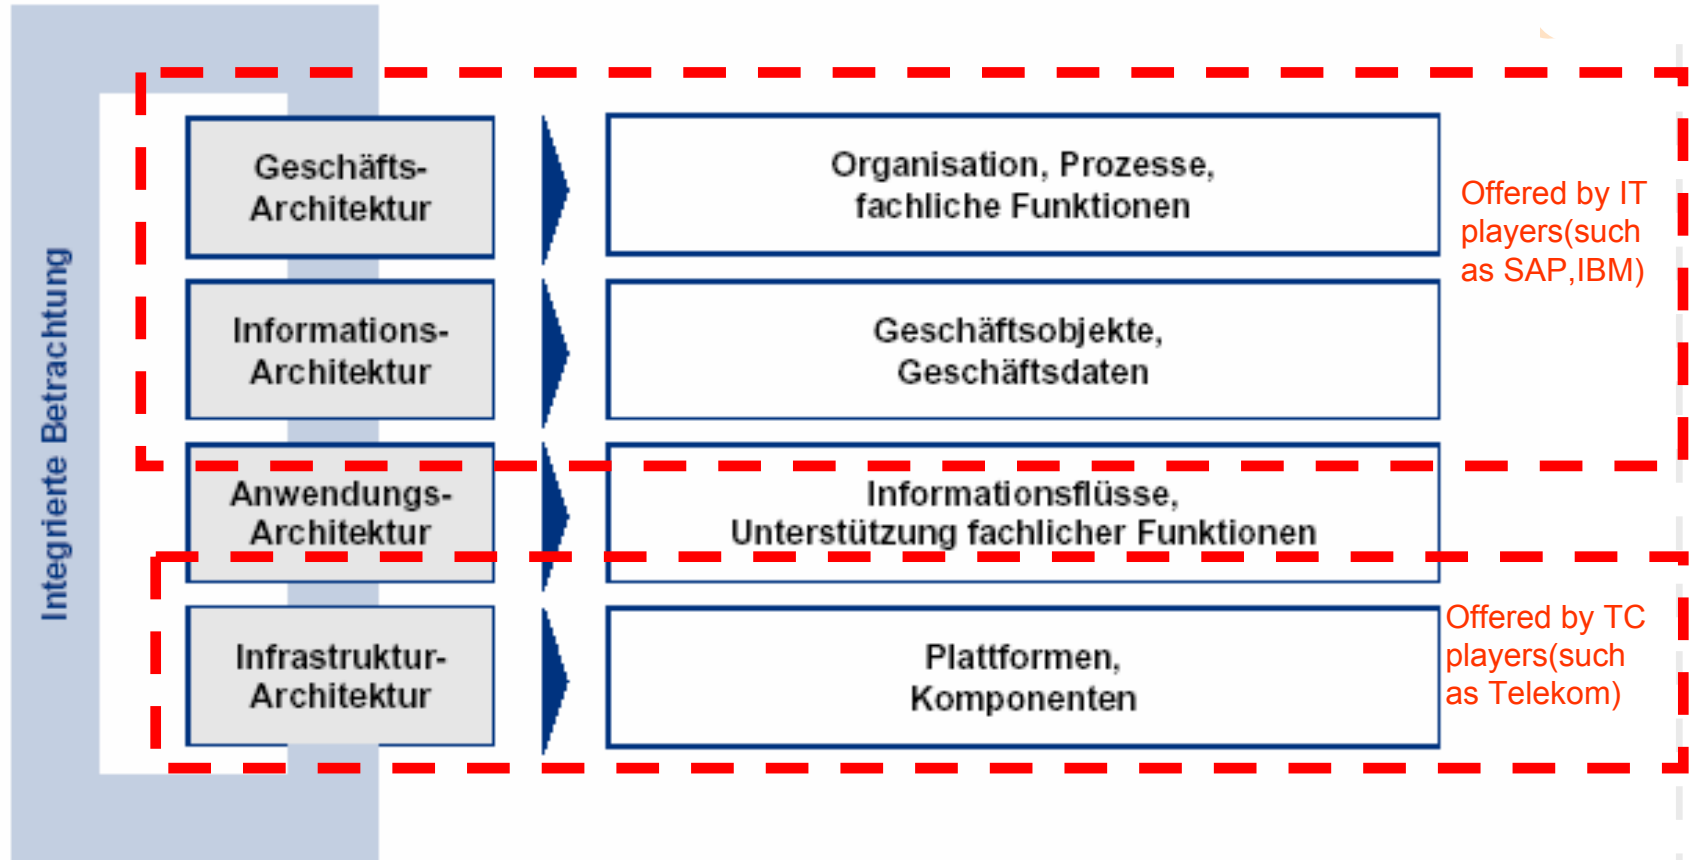 Integrierte Betrachtung
Geschäfts-
Architektur
Organisation, Prozesse,
fachliche Funktionen
Offered by IT
players(such
as SAP,IBM)
Informations-
Architektur
Geschäftsobjekte,
Geschäftsdaten
Anwendungs-
Architektur
Informationsflüsse,
Unterstützung fachlicher Funktionen
Infrastruktur-
Architektur
Plattformen,
Komponenten
Offered by TC
players(such
as Telekom)